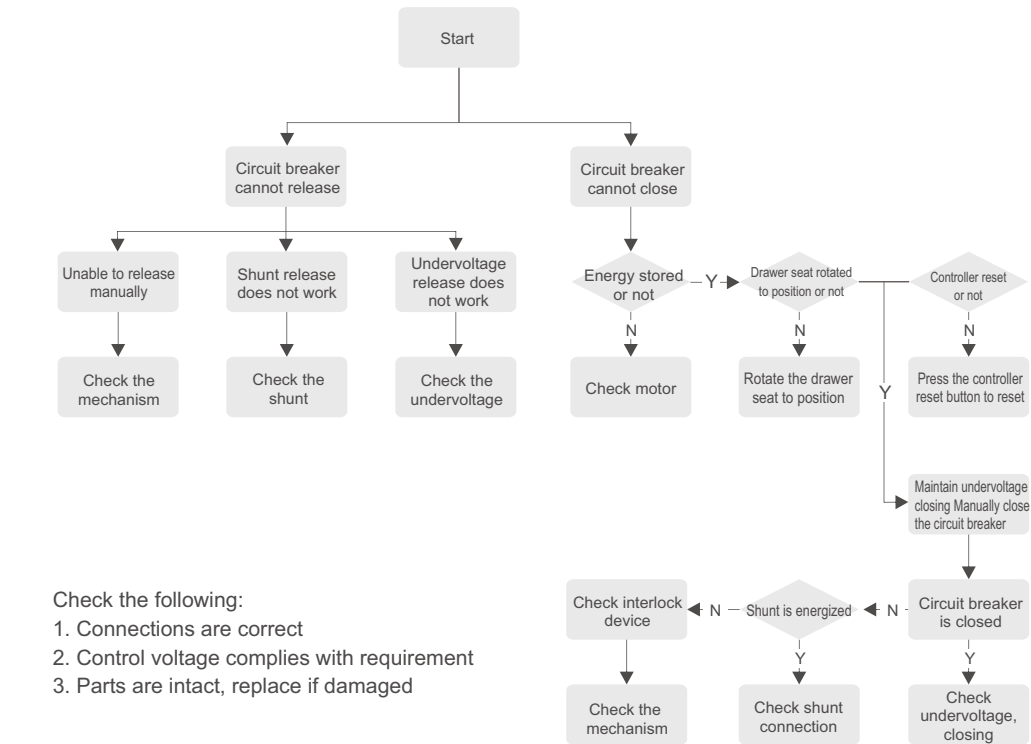 Start
Circuit breaker
cannot release
Circuit breaker
cannot close
Unable to release
manually
Shunt release
does not work
Undervoltage
release does
not work
Energy stored
or not
Y
Drawer seat rotated
to position or not
Controller reset
or not
N
N
N
Check the
mechanism
Check the
shunt
Check the
undervoltage
Check motor
Rotate the drawer
seat to position
Y
Press the controller
reset button to reset
Maintain undervoltage
closing Manually close
the circuit breaker
Check interlock
device
N
Shunt is energized
N
Circuit breaker
is closed
Y
Y
Check the
mechanism
Check shunt
connection
Check
undervoltage,
closing
Check the following:
1. Connections are correct
2. Control voltage complies with requirement
3. Parts are intact, replace if damaged